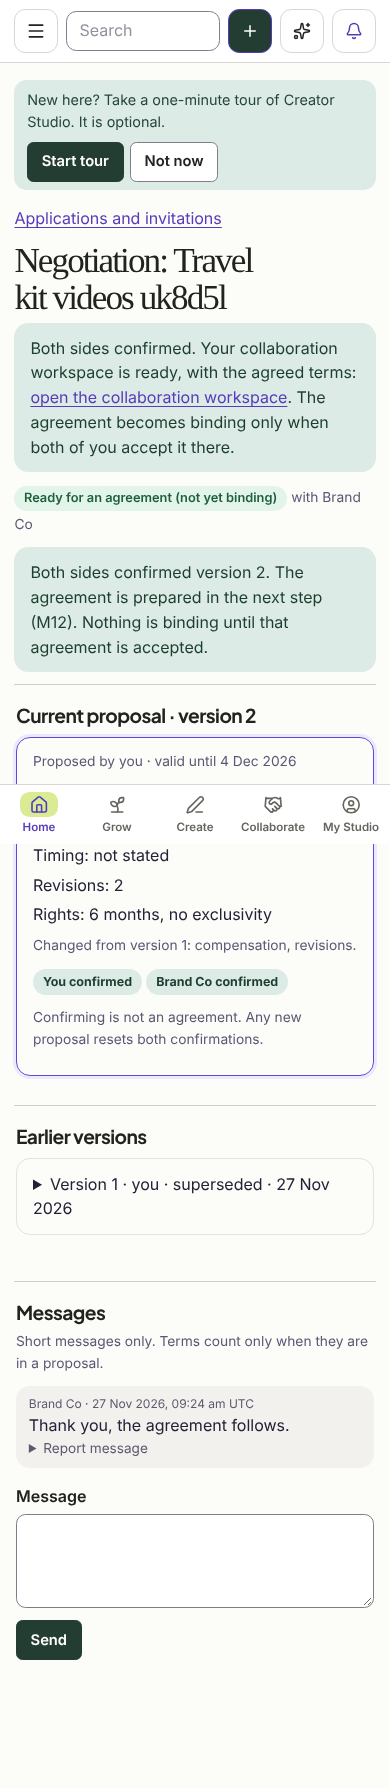 Search
New here? Take a one-minute tour of Creator
Studio. It is optional.
Start tour
Not now
Applications and invitations
Negotiation: Travel
kit videos uk8d5l
Both sides confirmed. Your collaboration
workspace is ready, with the agreed terms:
open the collaboration workspace. The
agreement becomes binding only when
both of you accept it there.
Ready for an agreement (not yet binding) with Brand
Co
Both sides confirmed version 2. The
agreement is prepared in the next step
(M12). Nothing is binding until that
agreement is accepted.
Current proposal · version 2
Proposed by you · valid until 4 Dec 2026
Home
Grow
Create
Collaborate
My Studio
Timing: not stated
Revisions: 2
Rights: 6 months, no exclusivity
Changed from version 1: compensation, revisions.
You confirmed
Brand Co confirmed
Confirming is not an agreement. Any new
proposal resets both confirmations.
Earlier versions
Version 1 · you · superseded · 27 Nov
2026
Messages
Short messages only. Terms count only when they are
in a proposal.
Brand Co · 27 Nov 2026, 09:24 am UTC
Thank you, the agreement follows.
Report message
Message
Send